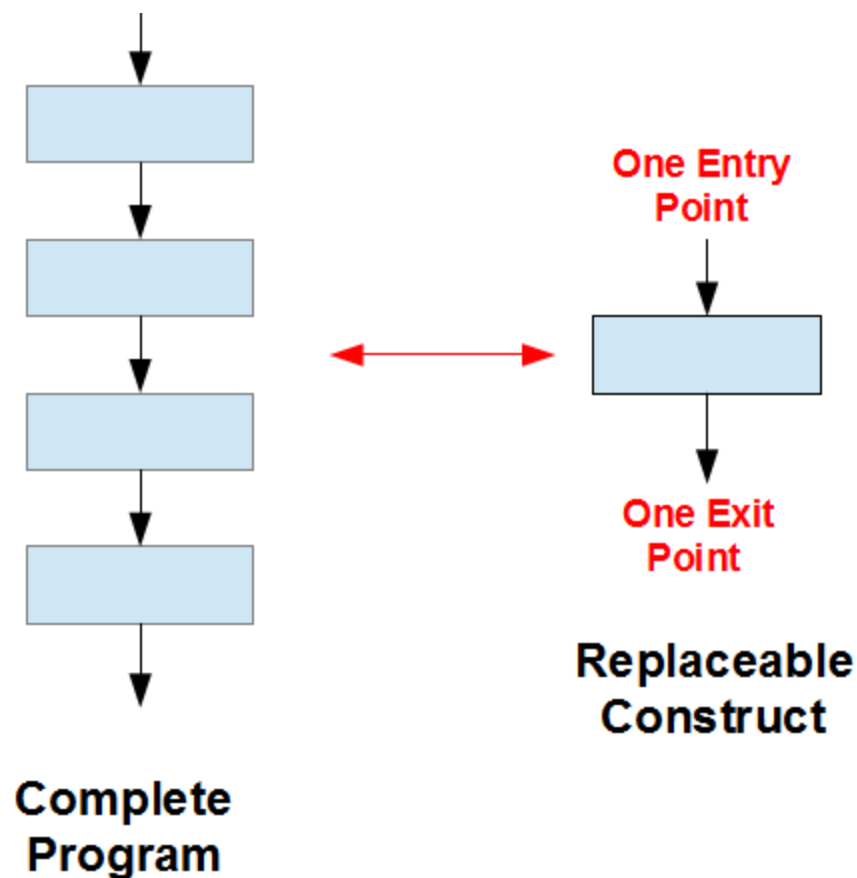 One Entry
Point
One Exit
Point
Replaceable
Construct
Complete
Program